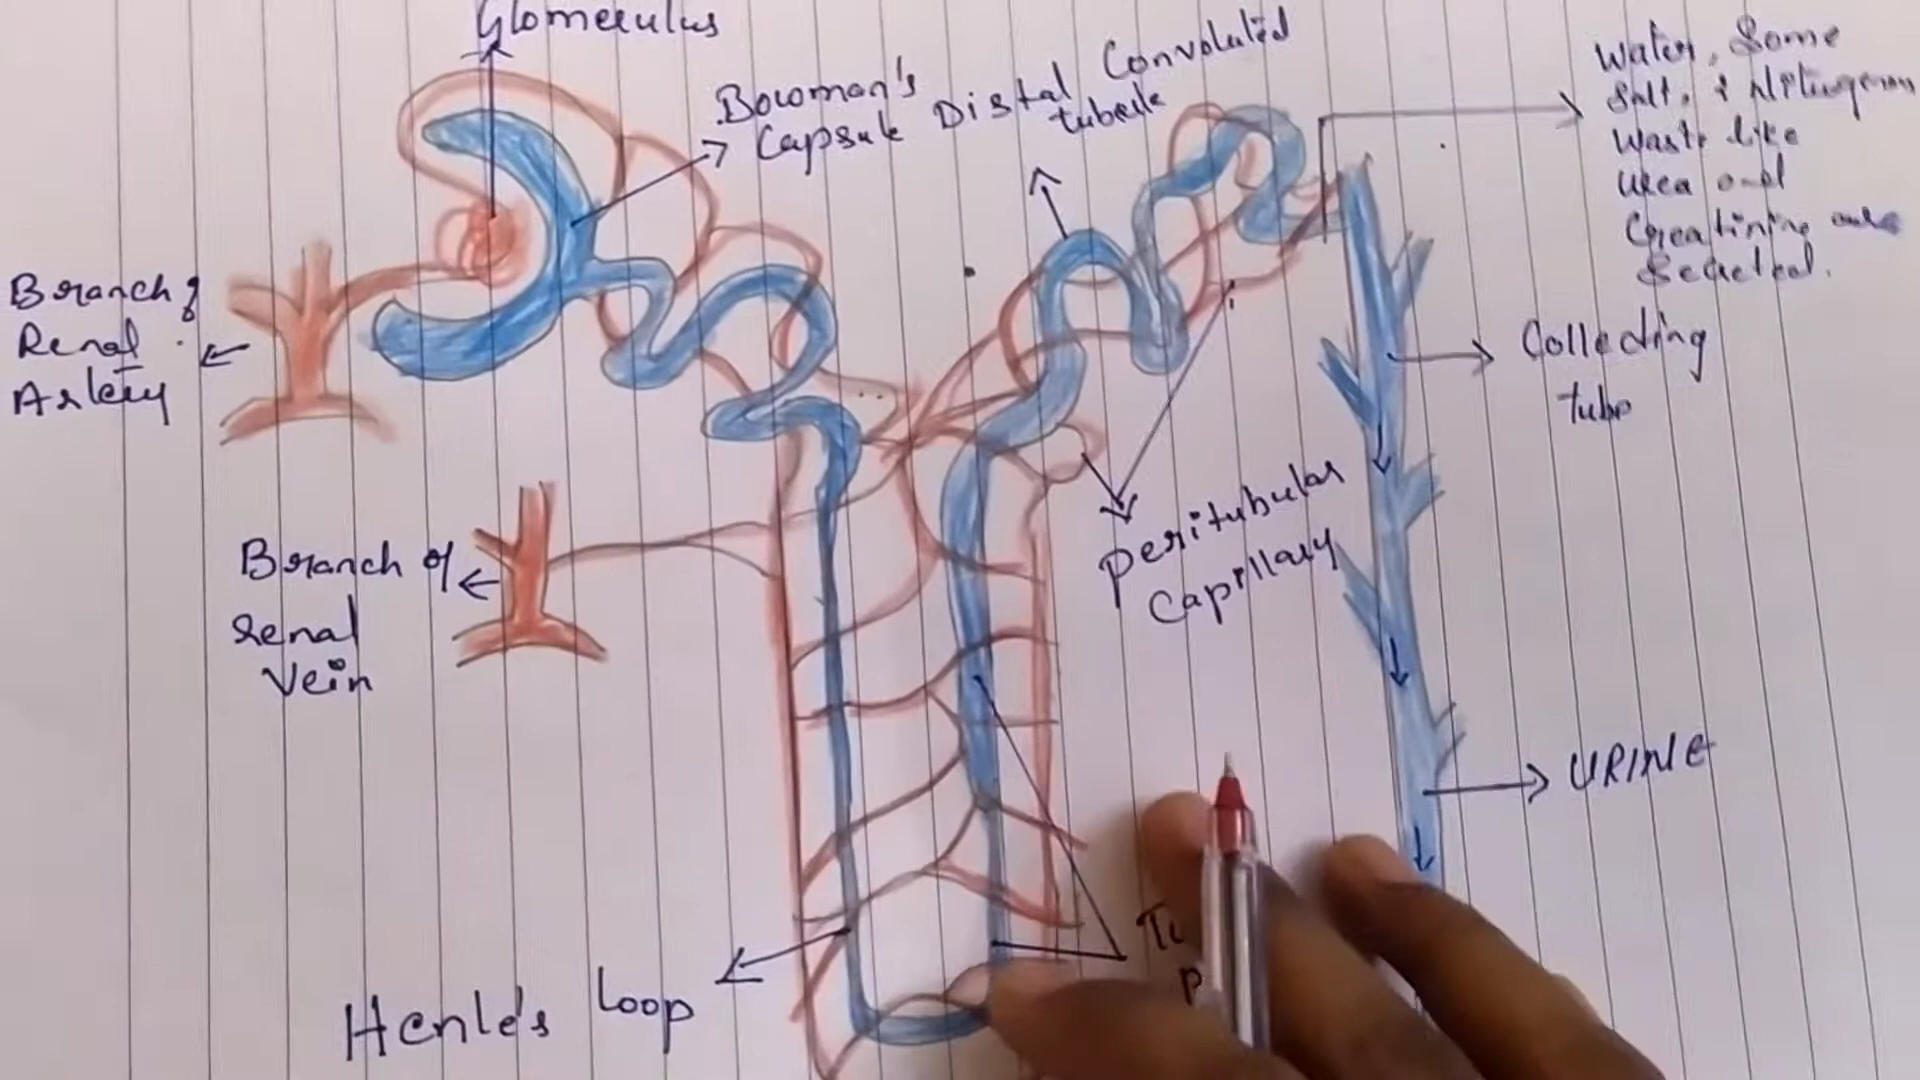 Glomerulus
Bowman's
Capsule
Distal Convoluted
tubule
Water, Some
Salt, & Nitrogenous
Waste like
Urea and
Creatinine are
Secreted.
Branch of
Renal
Artery
Collecting
tube
Peritubular
Capillary
Branch of
renal
Vein
URINE
Henle's Loop